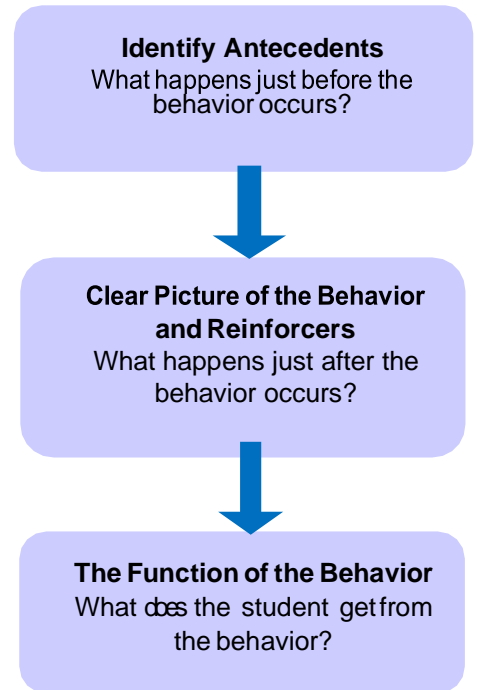 Identify Antecedents
What happens just before the
behavior occurs?
Clear Picture of the Behavior
and Reinforcers
What happens just after the
behavior occurs?
The Function of the Behavior
What does the student get from
the behavior?